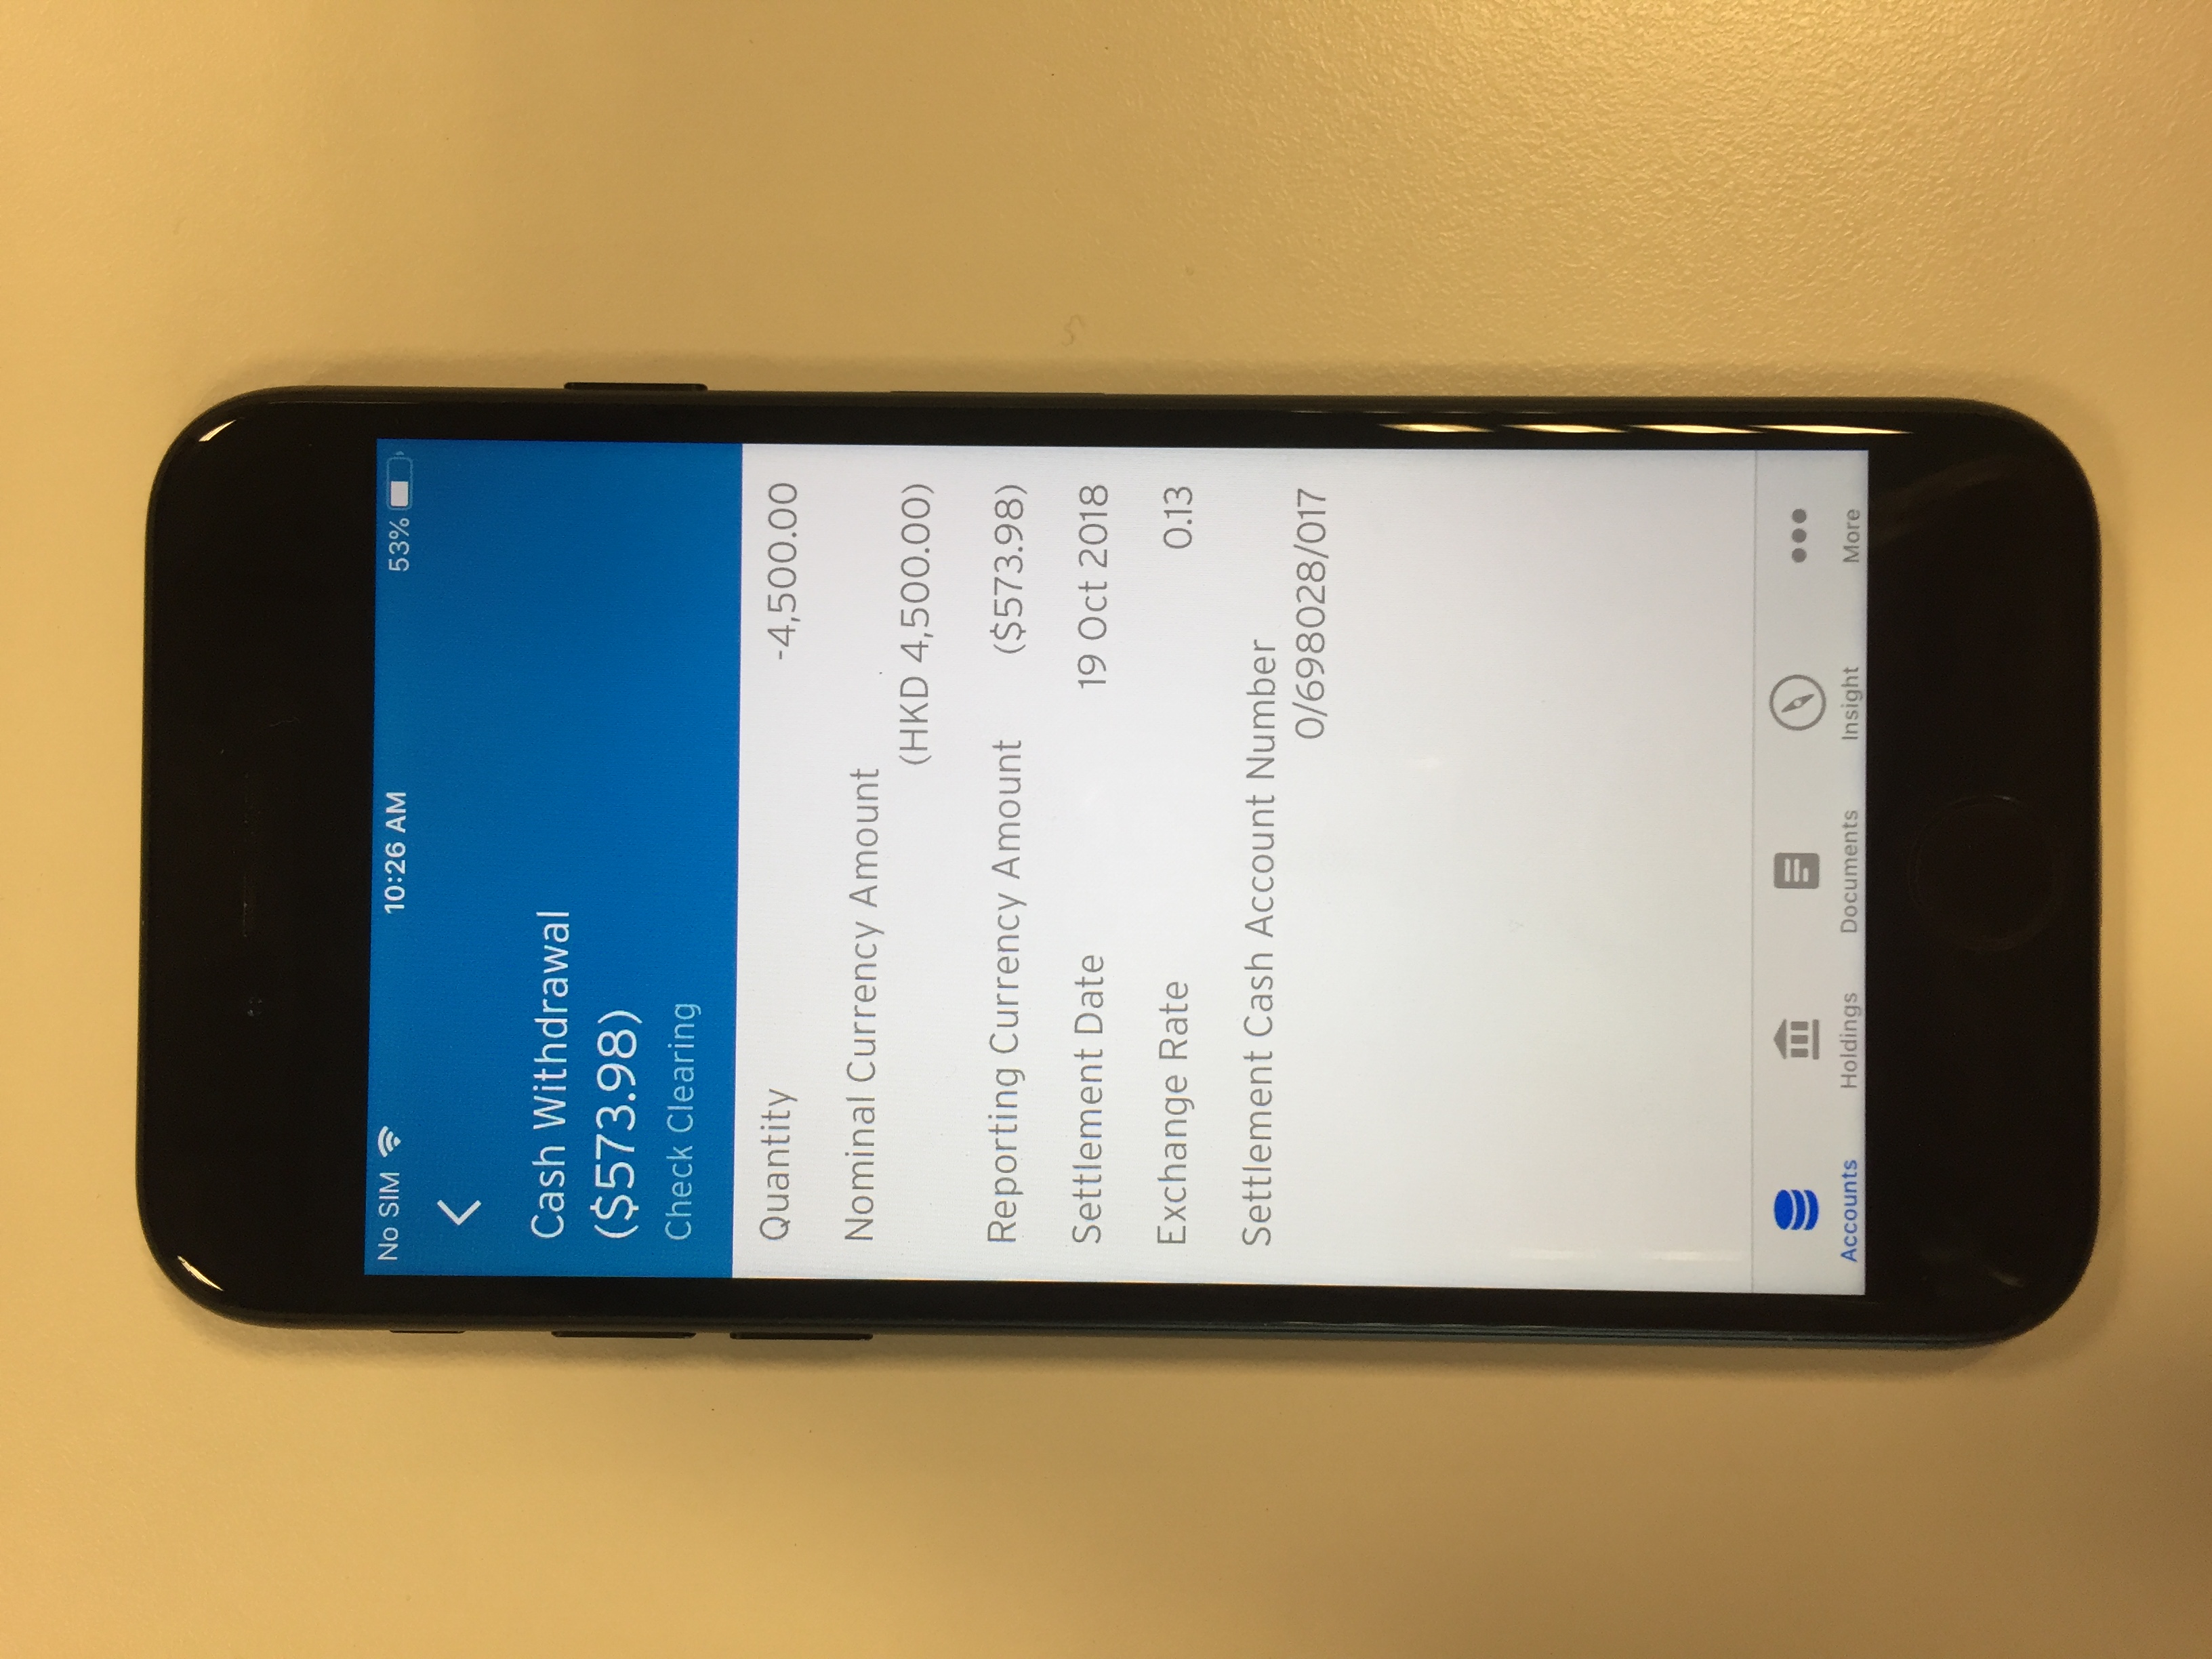 No SIM 10:26 AM 53%
Cash Withdrawal
($573.98)
Check Clearing
Quantity -4,500.00
Nominal Currency Amount
(HKD 4,500.00)
Reporting Currency Amount ($573.98)
Settlement Date 19 Oct 2018
Exchange Rate 0.13
Settlement Cash Account Number
0/698028/017
Accounts Holdings Documents Insight More